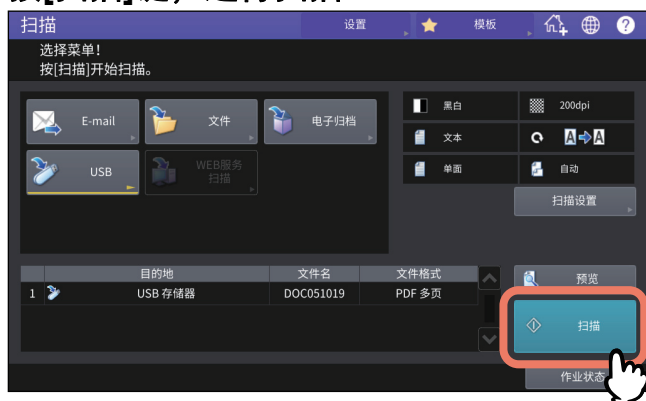 扫描 设置 模板 ?
选择菜单!
按[扫描]开始扫描。
E-mail 文件 电子归档
USB WEB服务
扫描
黑白 200dpi
文本 A A
单面 自动
扫描设置
目的地 文件名 文件格式
1 USB 存储器 DOC051019 PDF 多页
预览
扫描
作业状态